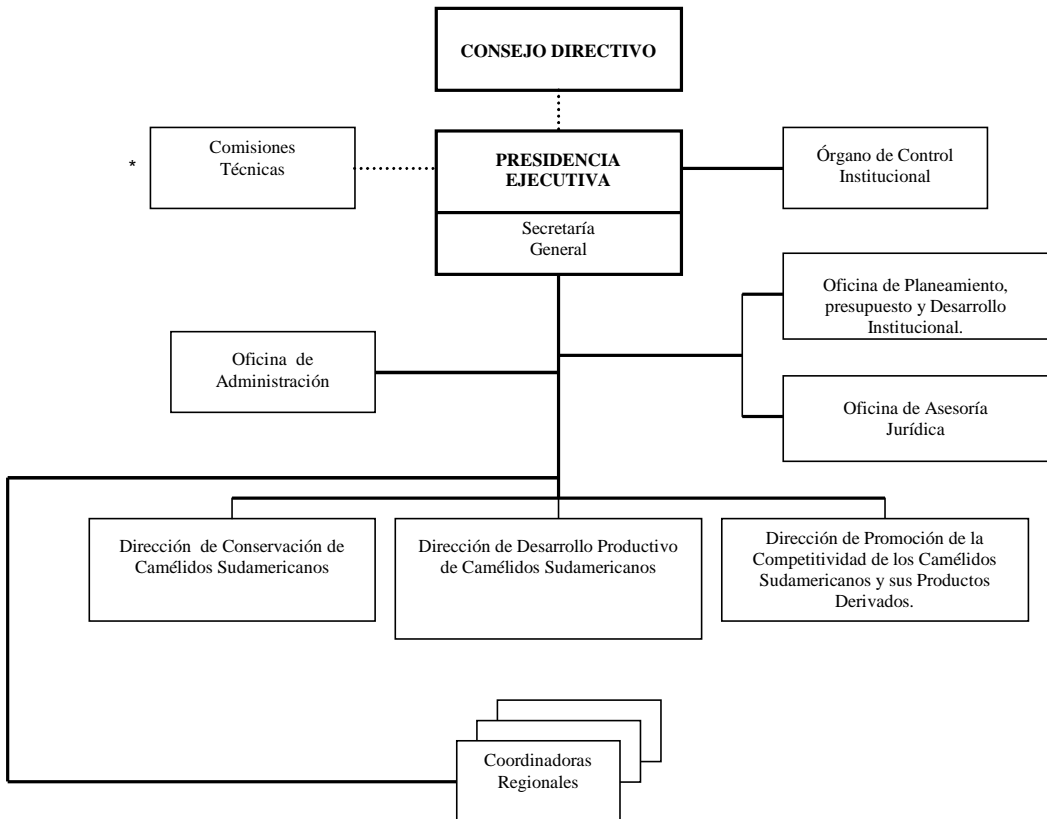 CONSEJO DIRECTIVO
*
Comisiones
Técnicas
PRESIDENCIA
EJECUTIVA
Secretaría
General
Órgano de Control
Institucional
Oficina de Planeamiento,
presupuesto y Desarrollo
Institucional.
Oficina de
Administración
Oficina de Asesoría
Jurídica
Dirección de Conservación de
Camélidos Sudamericanos
Dirección de Desarrollo Productivo
de Camélidos Sudamericanos
Dirección de Promoción de la
Competitividad de los Camélidos
Sudamericanos y sus Productos
Derivados.
Coordinadoras
Regionales